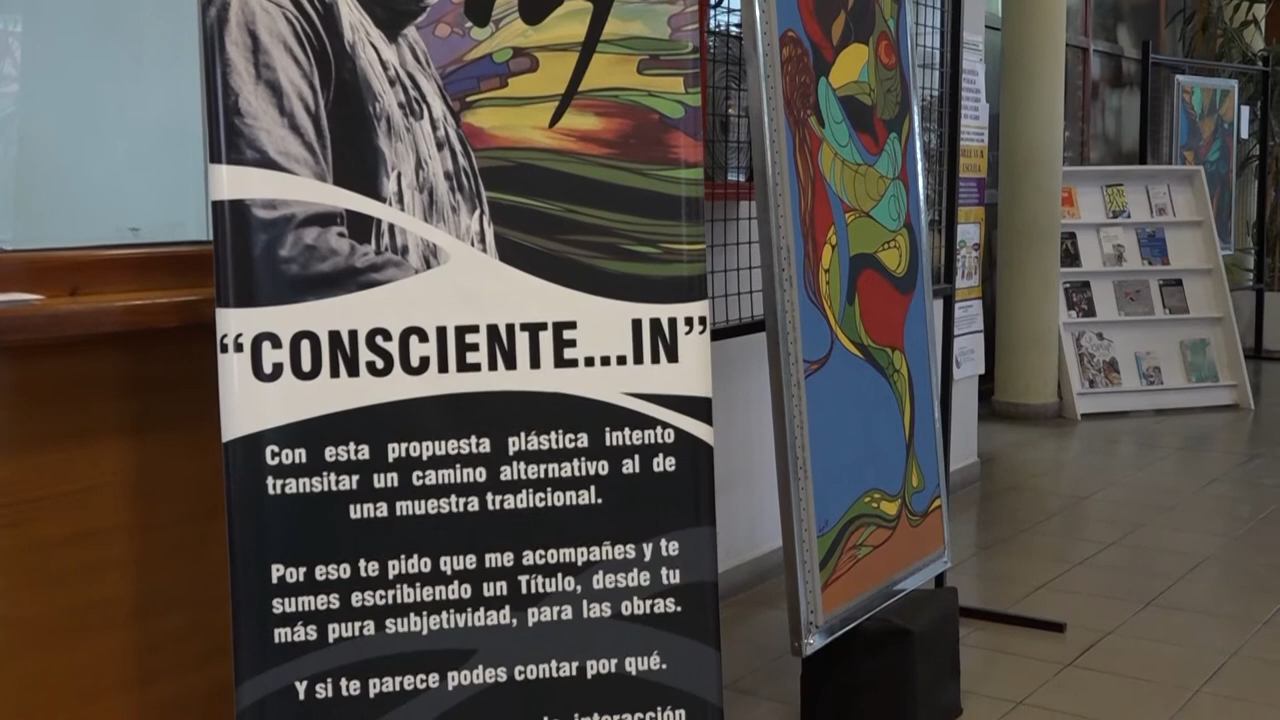 “CONSCIENTE...IN”
Con esta propuesta plástica intento
transitar un camino alternativo al de
una muestra tradicional.
Por eso te pido que me acompañes y te
sumes escribiendo un Título, desde tu
más pura subjetividad, para las obras.
Y si te parece podes contar por qué.
interacción